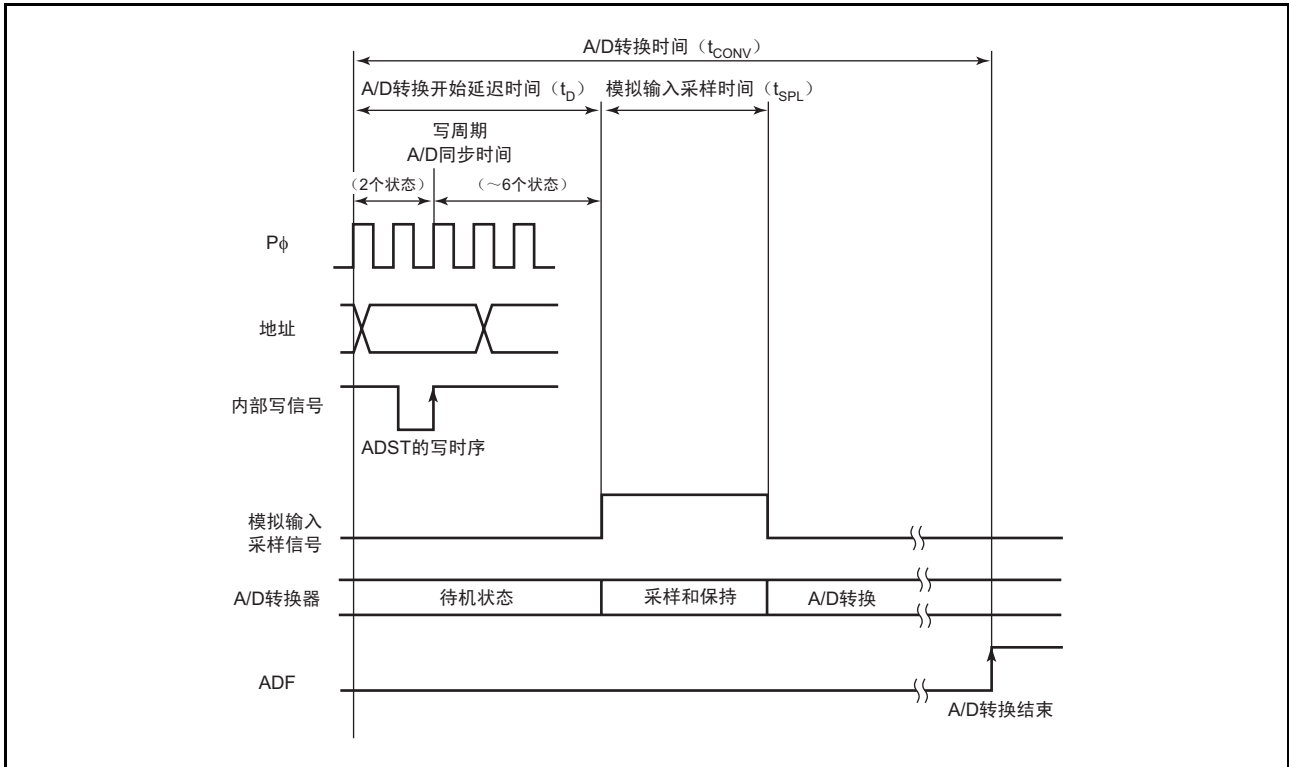 A/D转换时间（tCONV）
A/D转换开始延迟时间（tD）
模拟输入采样时间（tSPL）
写周期
A/D同步时间
（2个状态）
（～6个状态）
Pϕ
地址
内部写信号
ADST的写时序
模拟输入
采样信号
A/D转换器
待机状态
采样和保持
A/D转换
ADF
A/D转换结束